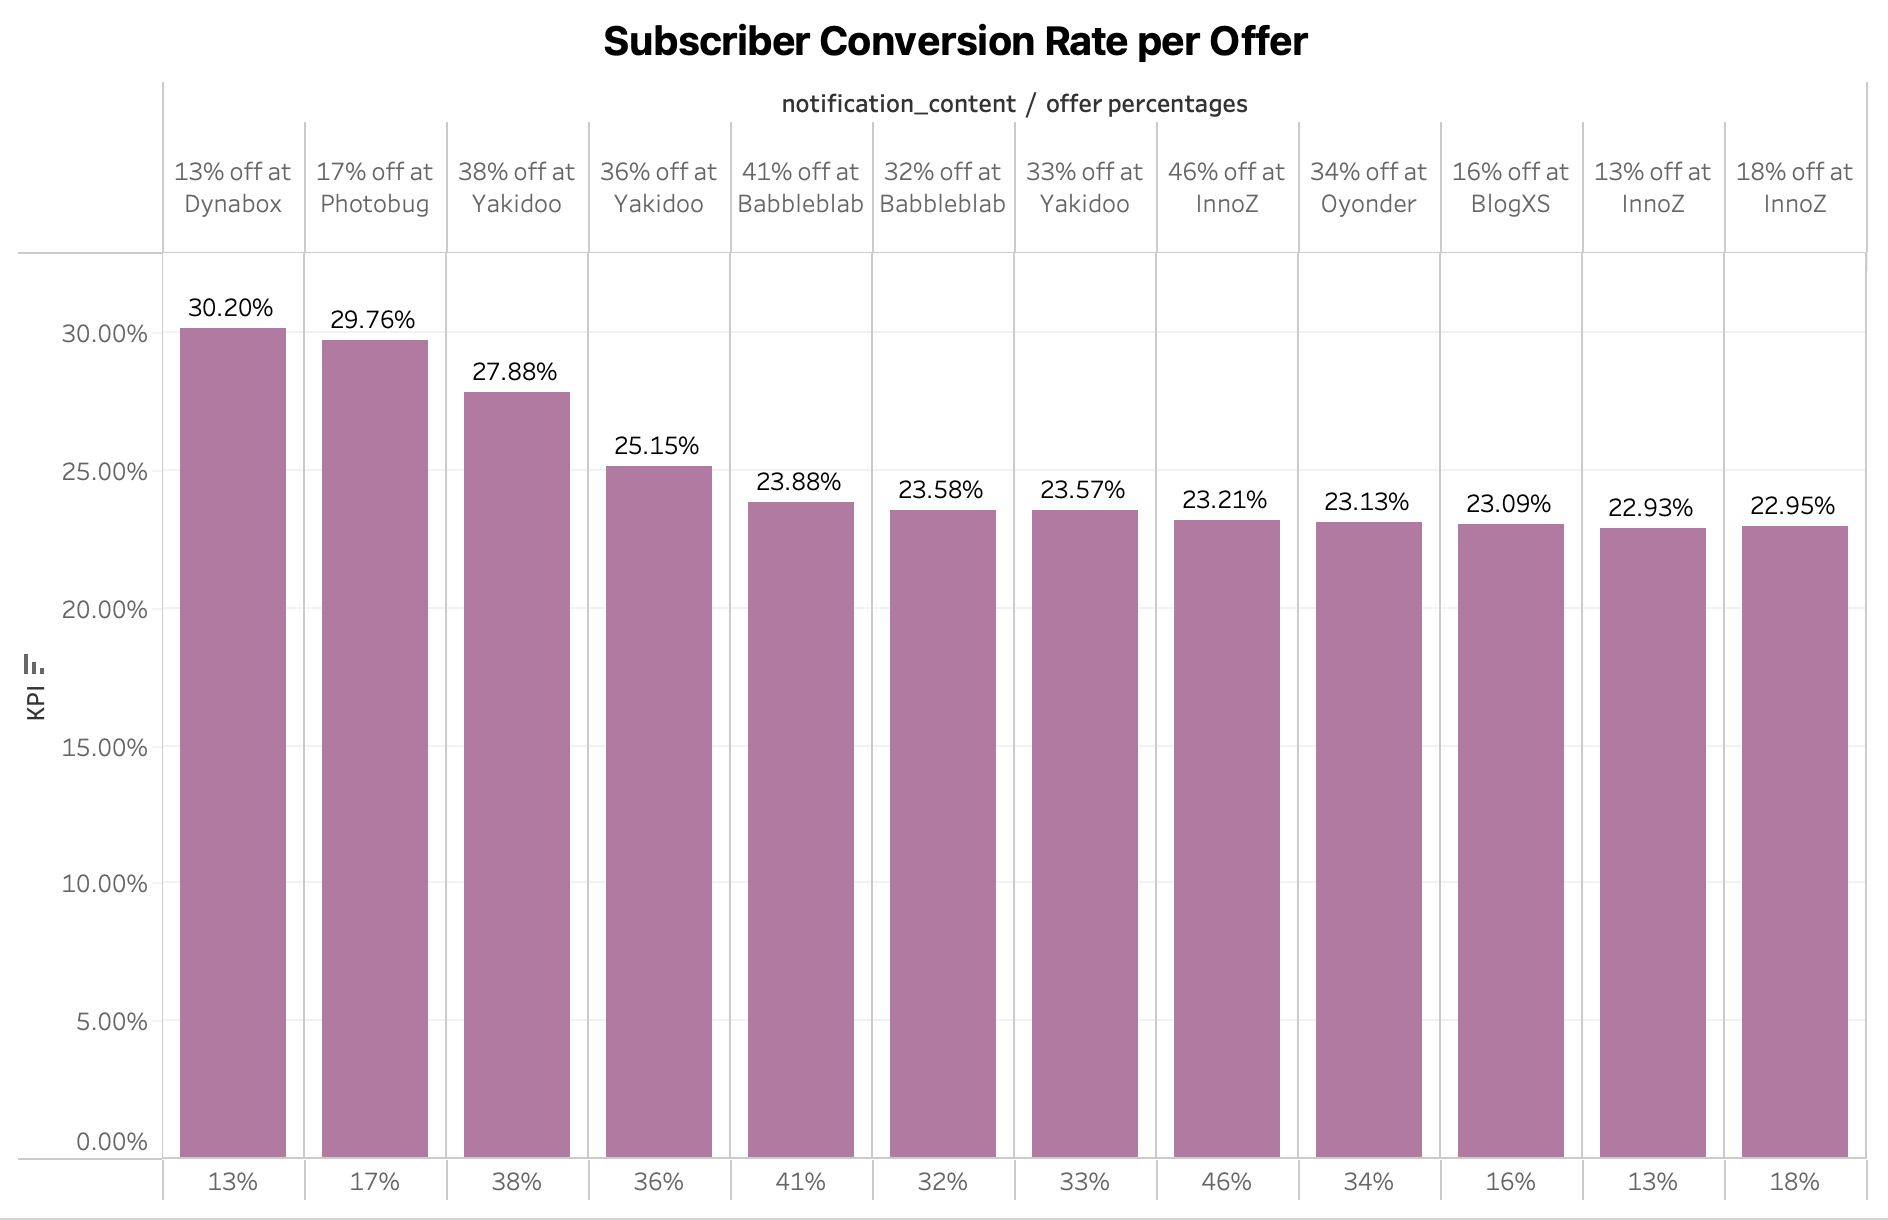 Subscriber Conversion Rate per Offer
notification_content / offer percentages
13% off at
Dynabox
17% off at
Photobug
38% off at
Yakidoo
36% off at
Yakidoo
41% off at
Babbleblab
32% off at
Babbleblab
33% off at
Yakidoo
46% off at
InnoZ
34% off at
Oyonder
16% off at
BlogXS
13% off at
InnoZ
18% off at
InnoZ
30.20%
29.76%
27.88%
25.15%
23.88%
23.58%
23.57%
23.21%
23.13%
23.09%
22.93%
22.95%
30.00%
25.00%
20.00%
15.00%
10.00%
5.00%
0.00%
KPI
13%
17%
38%
36%
41%
32%
33%
46%
34%
16%
13%
18%